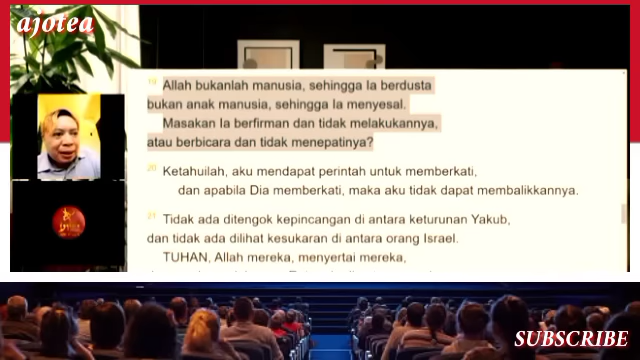 ajotea
19 Allah bukanlah manusia, sehingga Ia berdusta
bukan anak manusia, sehingga Ia menyesal.
Masakan Ia berfirman dan tidak melakukannya,
atau berbicara dan tidak menepatinya?
20 Ketahuilah, aku mendapat perintah untuk memberkati,
dan apabila Dia memberkati, maka aku tidak dapat membalikkannya.
21 Tidak ada ditengok kepincangan di antara keturunan Yakub,
dan tidak ada dilihat kesukaran di antara orang Israel.
TUHAN, Allah mereka, menyertai mereka,
SUBSCRIBE